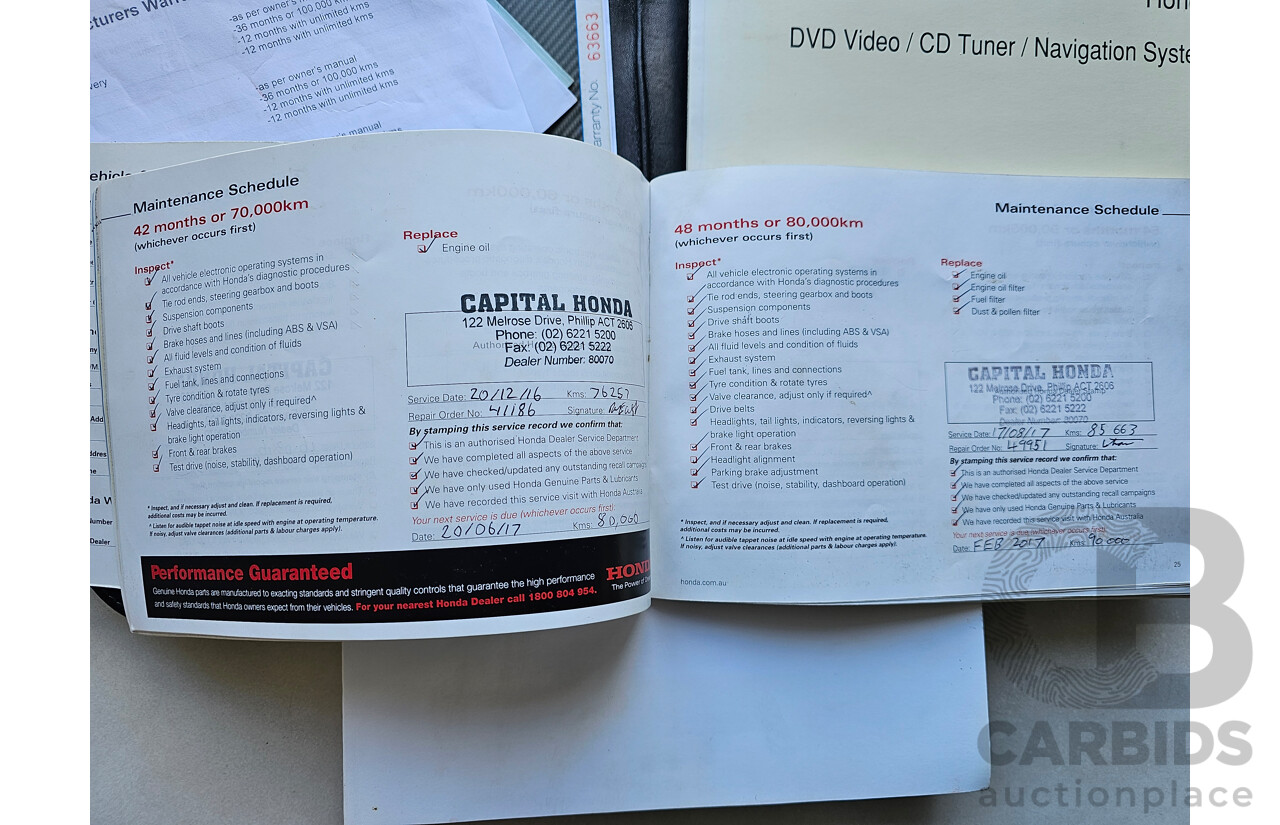 -as per owner's manual
-36 months or 100,000 kms
-12 months with unlimited kms
-12 months with unlimited kms
-as per owner's manual
-36 months or 100,000 kms
-12 months with unlimited kms
-12 months with unlimited kms
63663
DVD Video / CD Tuner / Navigation Syste
Maintenance Schedule
42 months or 70,000km
(whichever occurs first)
Inspect*
All vehicle electronic operating systems in
accordance with Honda's diagnostic procedures
Tie rod ends, steering gearbox and boots
Suspension components
Drive shaft boots
Brake hoses and lines (including ABS & VSA)
All fluid levels and condition of fluids
Exhaust system
Fuel tank, lines and connections
Tyre condition & rotate tyres
Valve clearance, adjust only if required^
Headlights, tail lights, indicators, reversing lights &
brake light operation
Front & rear brakes
Test drive (noise, stability, dashboard operation)
* Inspect, and if necessary adjust and clean. If replacement is required,
additional costs may be incurred.
^ Listen for audible tappet noise at idle speed with engine at operating temperature.
If noisy, adjust valve clearances (additional parts & labour charges apply).
Replace
Engine oil
CAPITAL HONDA
122 Melrose Drive, Phillip ACT 2606
Phone: (02) 6221 5200
Fax: (02) 6221 5222
Dealer Number: 80070
Service Date: 20/12/16 Kms: 76257
Repair Order No: 41186 Signature:
By stamping this service record we confirm that:
This is an authorised Honda Dealer Service Department
We have completed all aspects of the above service
We have checked/updated any outstanding recall campaig
We have only used Honda Genuine Parts & Lubricants
We have recorded this service visit with Honda Australia
Your next service is due (whichever occurs first)
Date: 20/06/17 Kms: 80,000
Performance Guaranteed
Genuine Honda parts are manufactured to exacting standards and stringent quality controls that guarantee the high performance
and safety standards that Honda owners expect from their vehicles. For your nearest Honda Dealer call 1800 804 954.
HOND
The Power of
Maintenance Schedule
48 months or 80,000km
(whichever occurs first)
Inspect*
All vehicle electronic operating systems in
accordance with Honda's diagnostic procedures
Tie rod ends, steering gearbox and boots
Suspension components
Drive shaft boots
Brake hoses and lines (including ABS & VSA)
All fluid levels and condition of fluids
Exhaust system
Fuel tank, lines and connections
Tyre condition & rotate tyres
Valve clearance, adjust only if required^
Drive belts
Headlights, tail lights, indicators, reversing lights &
brake light operation
Front & rear brakes
Headlight alignment
Parking brake adjustment
Test drive (noise, stability, dashboard operation)
* Inspect, and if necessary adjust and clean. If replacement is required,
additional costs may be incurred.
^ Listen for audible tappet noise at idle speed with engine at operating temperature.
If noisy, adjust valve clearances (additional parts & labour charges apply).
honda.com.au
Replace
Engine oil
Engine oil filter
Fuel filter
Dust & pollen filter
CAPITAL HONDA
122 Melrose Drive, Phillip ACT 2606
Phone: (02) 6221 5200
Fax: (02) 6221 5222
Dealer Number: 80070
Service Date: 17/08/17 Kms: 85663
Repair Order No: 49951 Signature:
By stamping this service record we confirm that:
This is an authorised Honda Dealer Service Department
We have completed all aspects of the above service
We have checked/updated any outstanding recall campaigns
We have only used Honda Genuine Parts & Lubricants
We have recorded this service visit with Honda Australia
Your next service is due (whichever occurs first)
Date: FEB 2017 Kms: 90000
25
CARBIDS
auctionplace